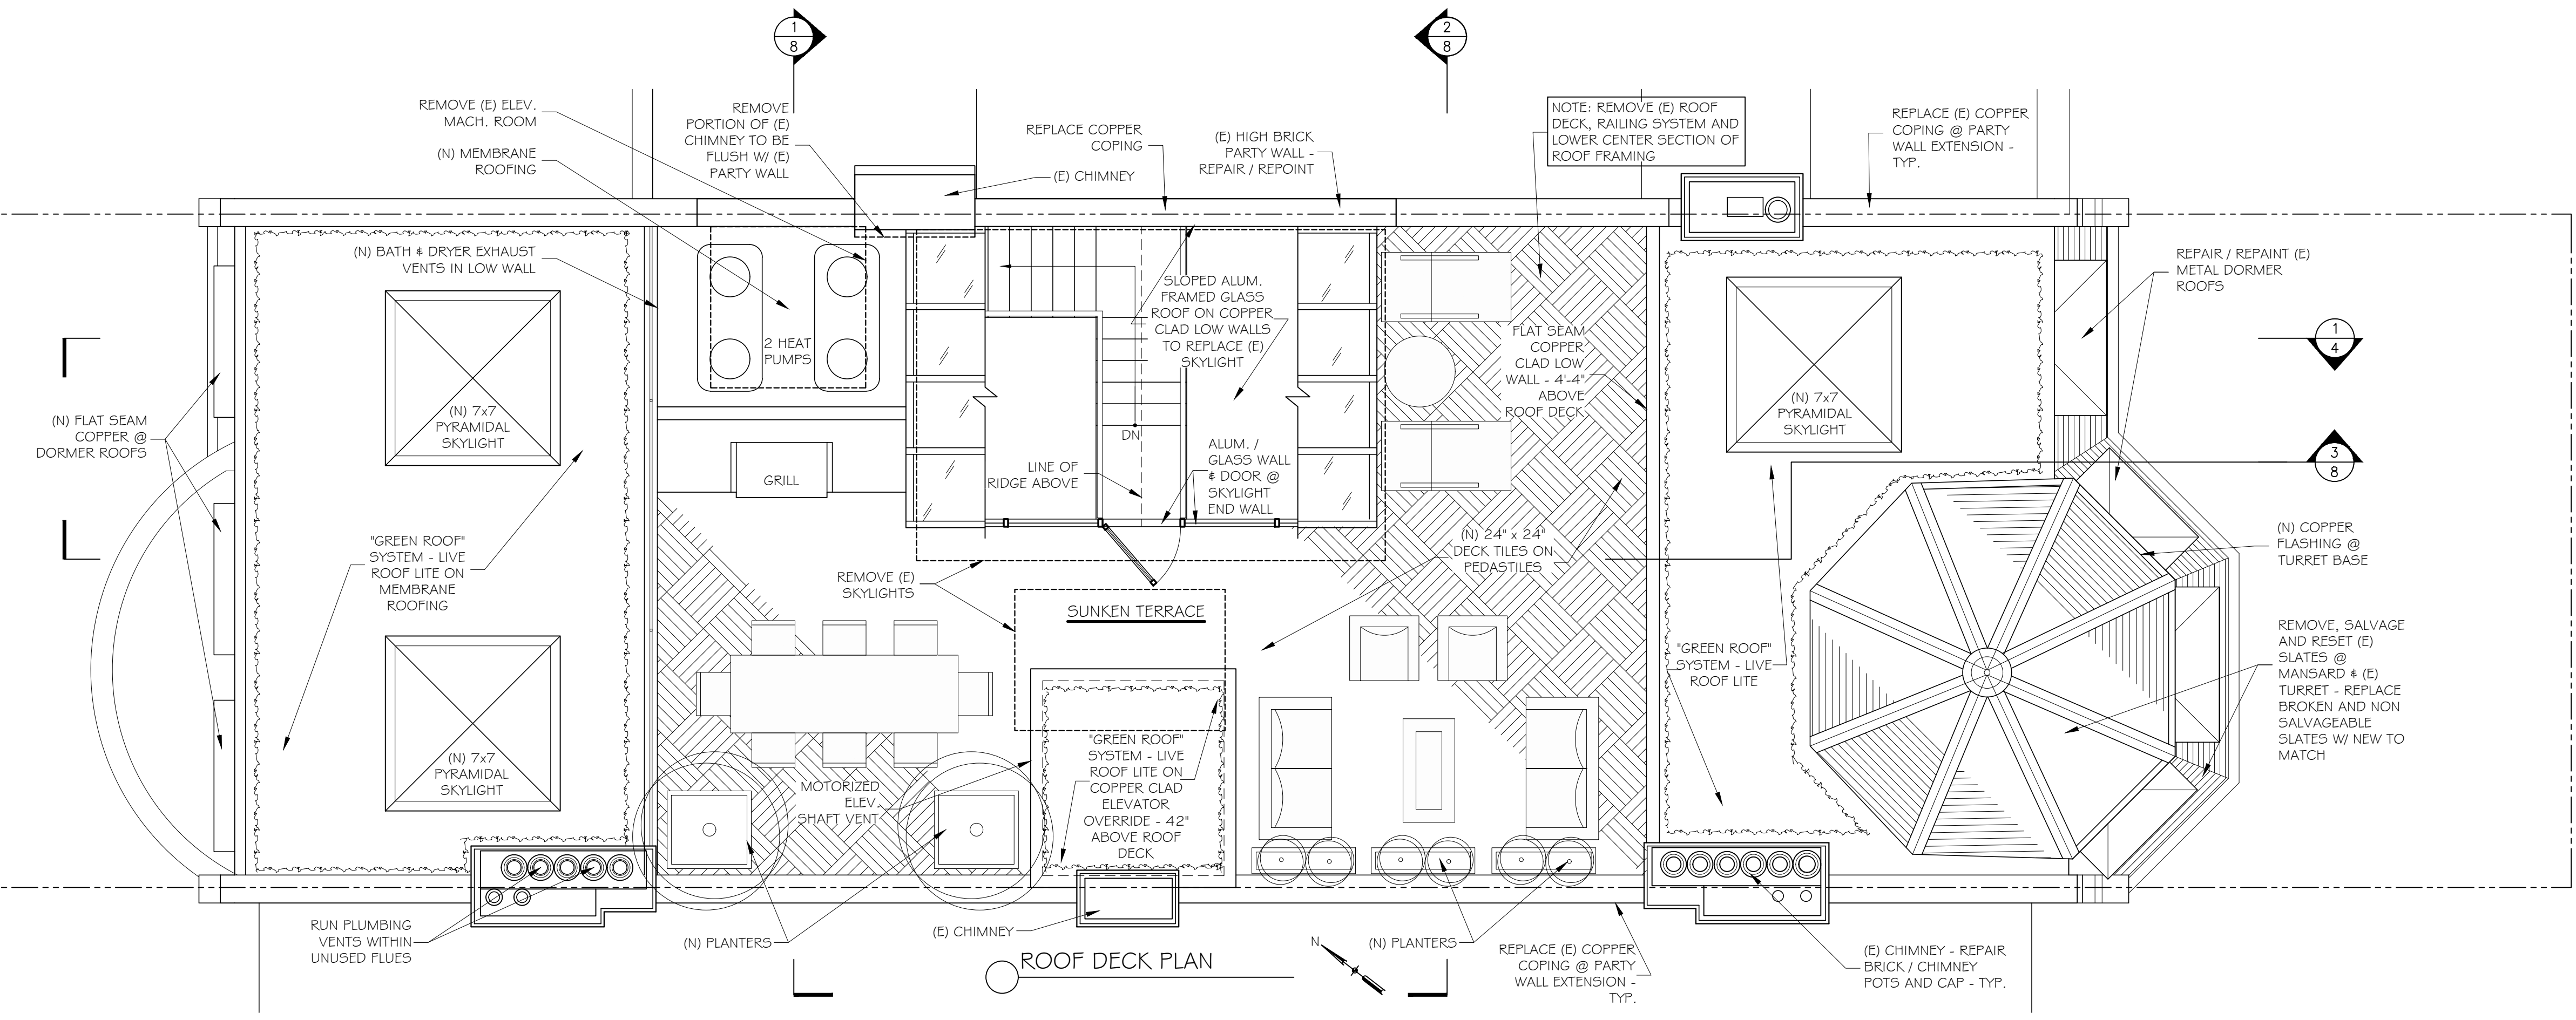 1
8
2
8
REMOVE (E) ELEV.
MACH. ROOM
(N) MEMBRANE
ROOFING
REMOVE
PORTION OF (E)
CHIMNEY TO BE
FLUSH W/ (E)
PARTY WALL
REPLACE COPPER
COPING
(E) CHIMNEY
(E) HIGH BRICK
PARTY WALL -
REPAIR / REPOINT
NOTE: REMOVE (E) ROOF
DECK, RAILING SYSTEM AND
LOWER CENTER SECTION OF
ROOF FRAMING
REPLACE (E) COPPER
COPING @ PARTY
WALL EXTENSION -
TYP.
(N) BATH & DRYER EXHAUST
VENTS IN LOW WALL
REPAIR / REPAINT (E)
METAL DORMER
ROOFS
SLOPED ALUM.
FRAMED GLASS
ROOF ON COPPER
CLAD LOW WALLS
TO REPLACE (E)
SKYLIGHT
2 HEAT
PUMPS
FLAT SEAM
COPPER
CLAD LOW
WALL - 4'-4"
ABOVE
ROOF DECK
1
4
(N) FLAT SEAM
COPPER @
DORMER ROOFS
(N) 7x7
PYRAMIDAL
SKYLIGHT
(N) 7x7
PYRAMIDAL
SKYLIGHT
DN
LINE OF
RIDGE ABOVE
ALUM. /
GLASS WALL
& DOOR @
SKYLIGHT
END WALL
3
8
GRILL
"GREEN ROOF"
SYSTEM - LIVE
ROOF LITE ON
MEMBRANE
ROOFING
(N) 24" x 24"
DECK TILES ON
PEDASTILES
(N) COPPER
FLASHING @
TURRET BASE
REMOVE (E)
SKYLIGHTS
SUNKEN TERRACE
"GREEN ROOF"
SYSTEM - LIVE
ROOF LITE
REMOVE, SALVAGE
AND RESET (E)
SLATES @
MANSARD & (E)
TURRET - REPLACE
BROKEN AND NON
SALVAGEABLE
SLATES W/ NEW TO
MATCH
(N) 7x7
PYRAMIDAL
SKYLIGHT
MOTORIZED
ELEV.
SHAFT VENT
"GREEN ROOF"
SYSTEM - LIVE
ROOF LITE ON
COPPER CLAD
ELEVATOR
OVERRIDE - 42"
ABOVE ROOF
DECK
RUN PLUMBING
VENTS WITHIN
UNUSED FLUES
(N) PLANTERS
(E) CHIMNEY
ROOF DECK PLAN
N
(N) PLANTERS
REPLACE (E) COPPER
COPING @ PARTY
WALL EXTENSION -
TYP.
(E) CHIMNEY - REPAIR
BRICK / CHIMNEY
POTS AND CAP - TYP.